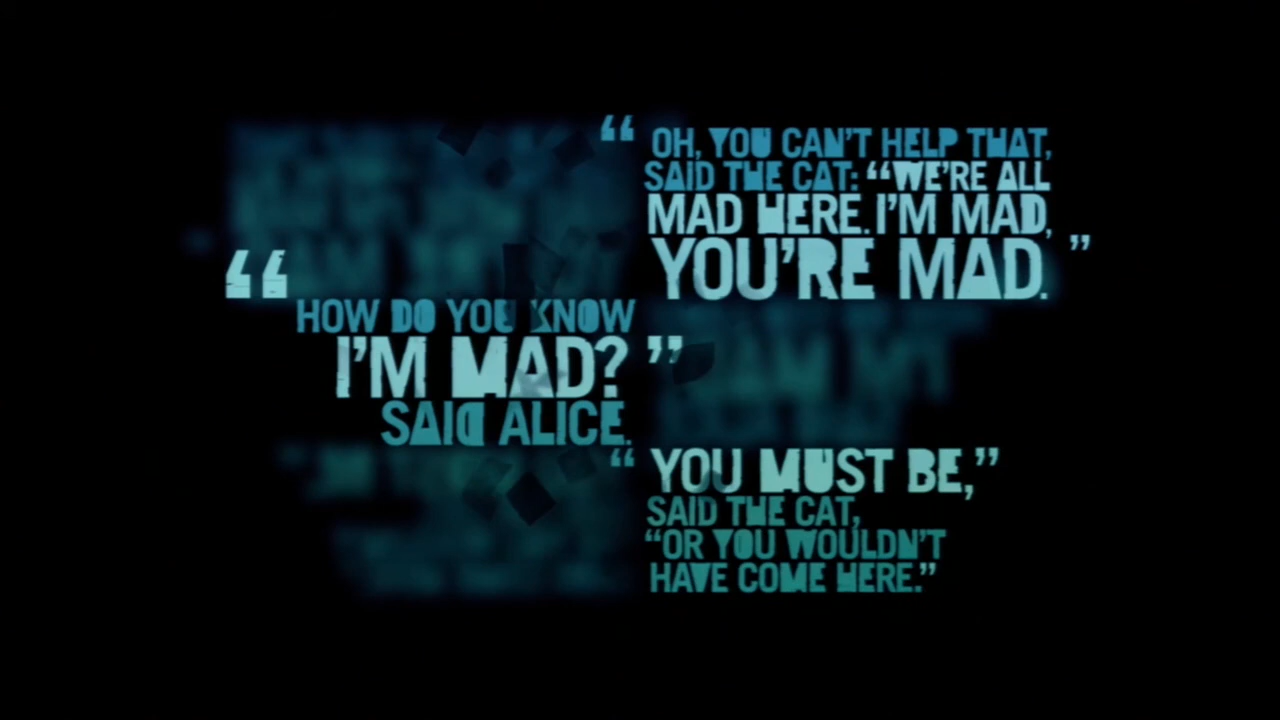 “ OH, YOU CAN’T HELP THAT,
SAID THE CAT: “WE’RE ALL
MAD HERE. I’M MAD,
YOU’RE MAD. ”
“ HOW DO YOU KNOW
I’M MAD? ”
SAID ALICE.
“ YOU MUST BE,”
SAID THE CAT,
“OR YOU WOULDN’T
HAVE COME HERE.”